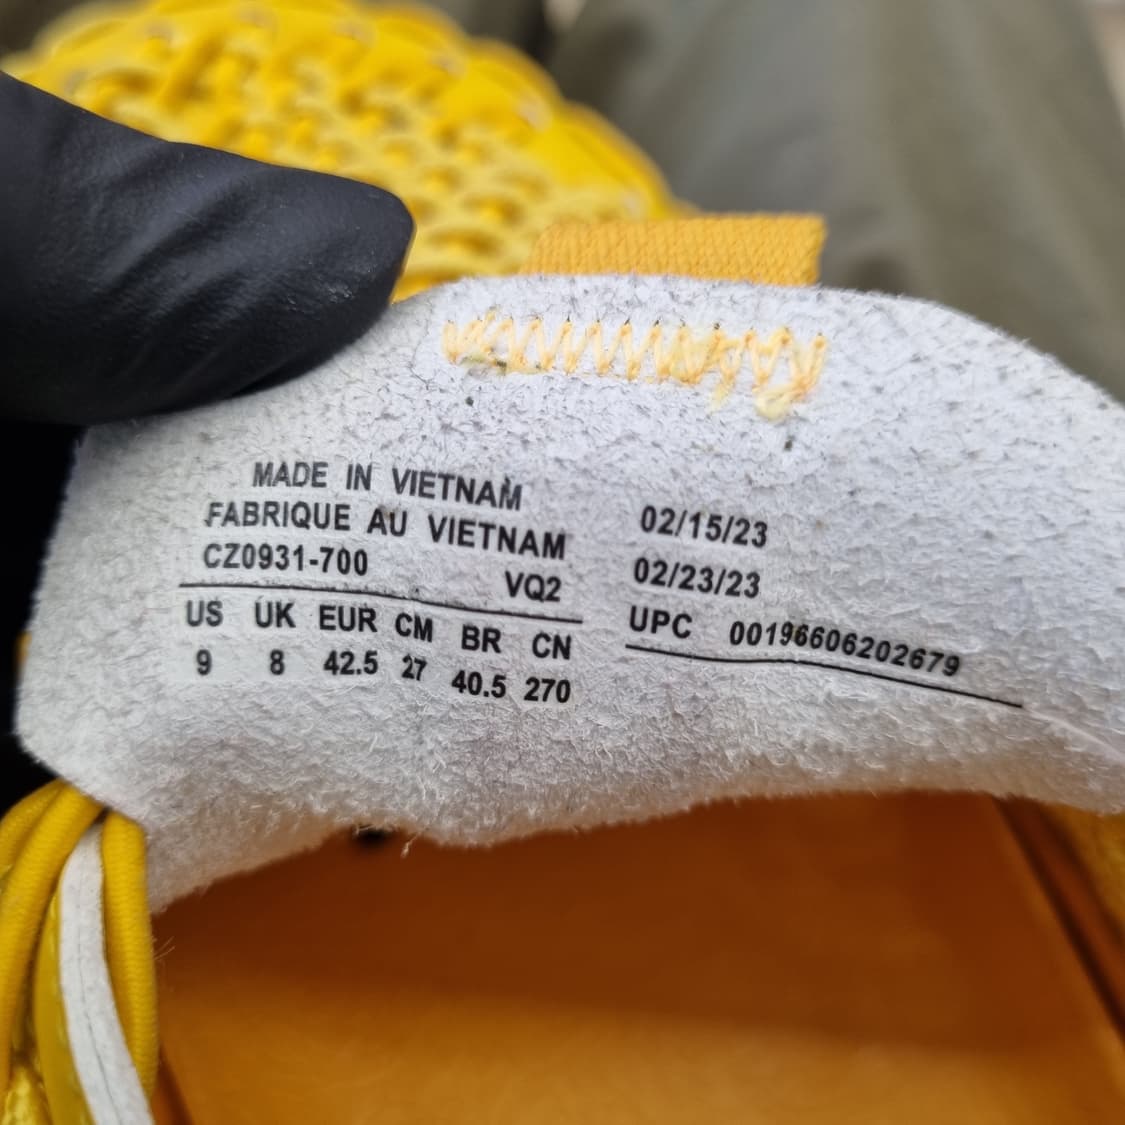 MADE IN VIETNAM
FABRIQUE AU VIETNAM
CZ0931-700 VQ2
US UK EUR CM BR CN
9 8 42.5 27 40.5 270
02/15/23
02/23/23
UPC 00196606202679